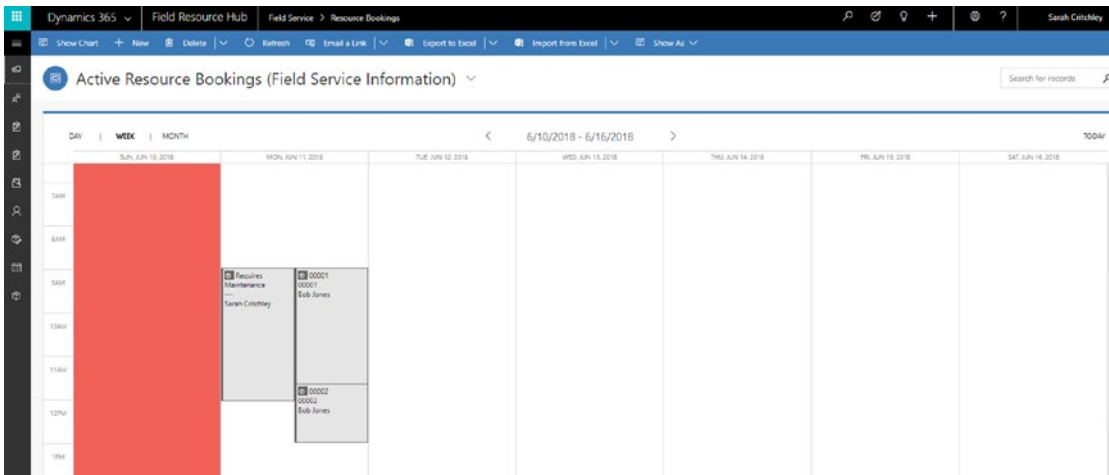 Dynamics 365
Field Resource Hub
Field Service > Resource Bookings
?
Sarah Critchley
Show Chart
New
Delete
Refresh
Email a Link
Export to Excel
Import from Excel
Show As
Active Resource Bookings (Field Service Information)
Search for records
DAY | WEEK | MONTH
6/10/2018 - 6/16/2018
TODAY
SUN, JUN 10, 2018
MON, JUN 11, 2018
TUE, JUN 12, 2018
WED, JUN 13, 2018
THU, JUN 14, 2018
FRI, JUN 15, 2018
SAT, JUN 16, 2018
7AM
8AM
9AM
Requires
Maintenance
---
Sarah Critchley
00001
00001
Bob Jones
10AM
11AM
00002
00002
Bob Jones
12PM
1PM